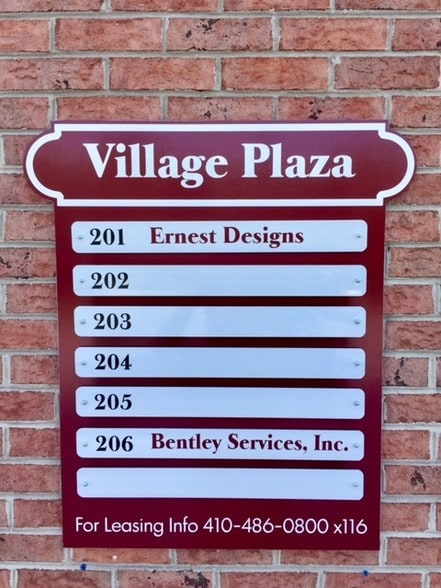 Village Plaza
201 Ernest Designs
202
203
204
205
206 Bentley Services, Inc.
For Leasing Info 410-486-0800 x116